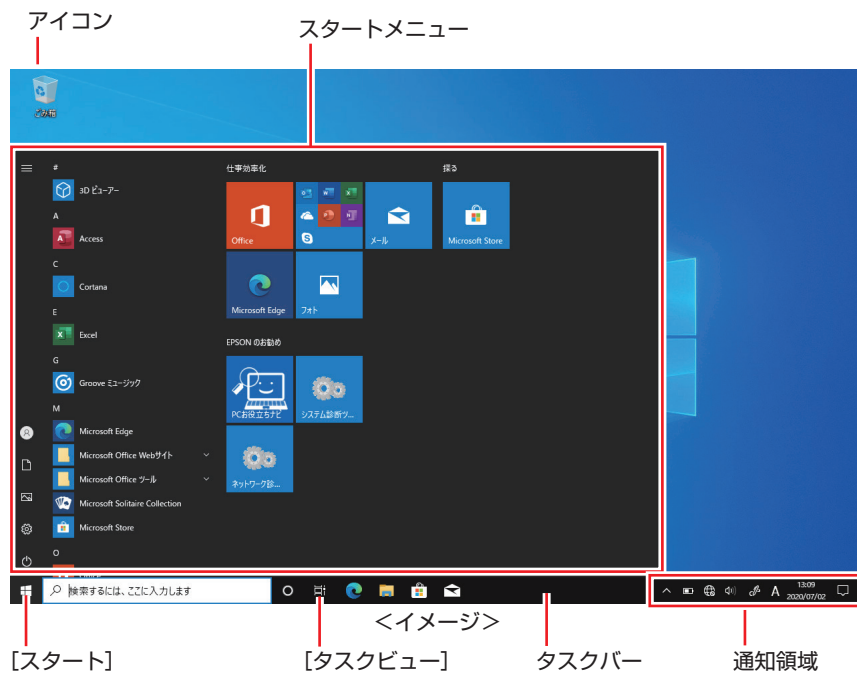 アイコン
スタートメニュー
ごみ箱
#
3D ビューアー
A
Access
C
Cortana
E
Excel
G
Groove ミュージック
M
Microsoft Edge
Microsoft Office Webサイト
Microsoft Office ツール
Microsoft Solitaire Collection
Microsoft Store
O
仕事効率化
探る
Office
メール
Microsoft Store
Microsoft Edge
フォト
EPSON のお勧め
PCお役立ちナビ
システム診断ツ...
ネットワーク診...
検索するには、ここに入力します
A
13:09
2020/07/02
<イメージ>
[スタート]
[タスクビュー]
タスクバー
通知領域